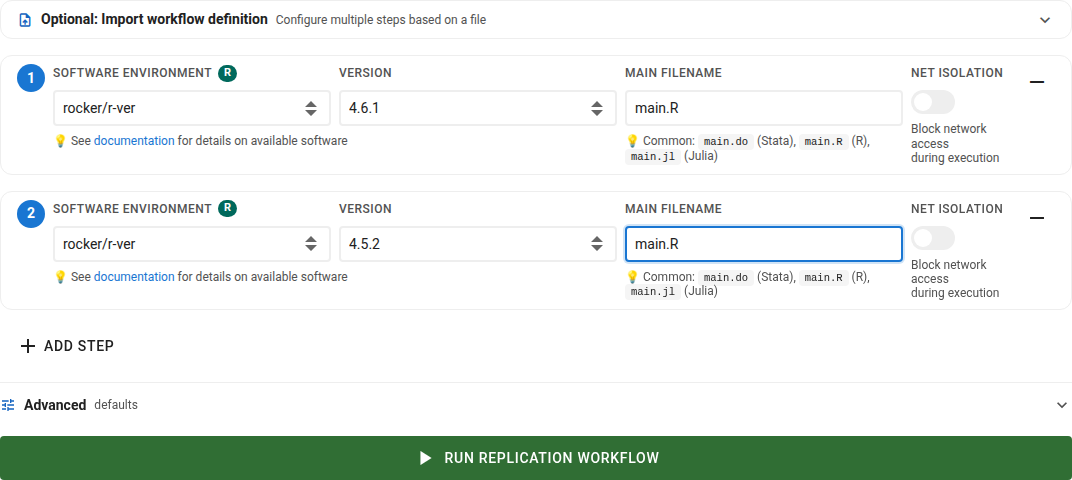 Optional: Import workflow definition Configure multiple steps based on a file
1 SOFTWARE ENVIRONMENT R VERSION MAIN FILENAME NET ISOLATION
rocker/r-ver 4.6.1 main.R
💡 See documentation for details on available software
💡 Common: main.do (Stata), main.R (R),
main.jl (Julia)
Block network
access
during execution
2 SOFTWARE ENVIRONMENT R VERSION MAIN FILENAME NET ISOLATION
rocker/r-ver 4.5.2 main.R
💡 See documentation for details on available software
💡 Common: main.do (Stata), main.R (R),
main.jl (Julia)
Block network
access
during execution
ADD STEP
Advanced defaults
RUN REPLICATION WORKFLOW